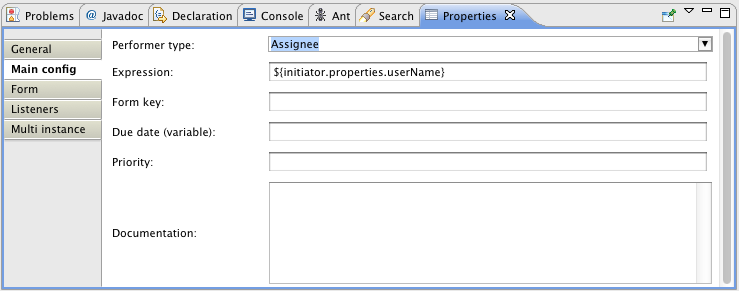 Problems @ Javadoc Declaration Console Ant Search Properties
General
Main config
Form
Listeners
Multi instance
Performer type: Assignee
Expression: ${initiator.properties.userName}
Form key:
Due date (variable):
Priority:
Documentation: